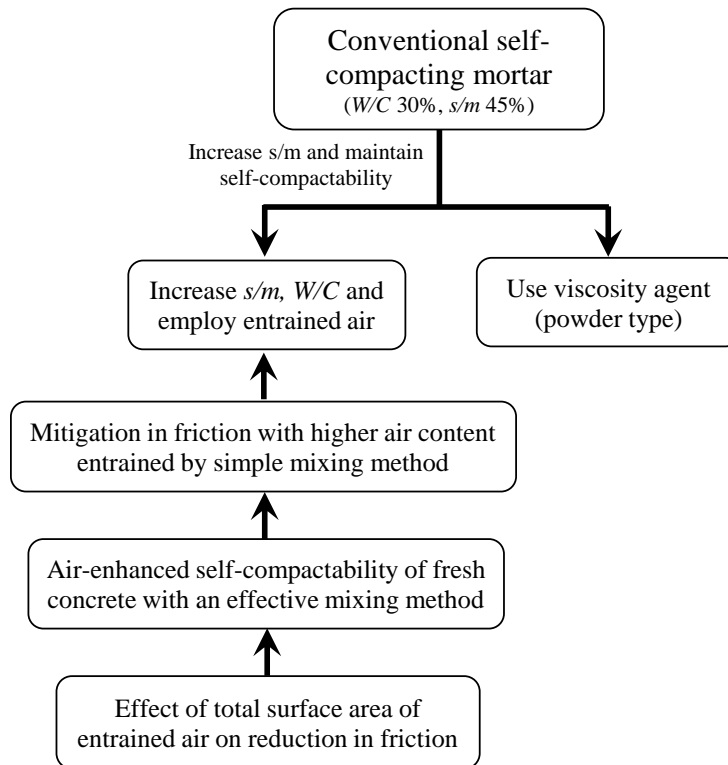 Conventional self-
compacting mortar
(W/C 30%, s/m 45%)
Increase s/m and maintain
self-compactability
Increase s/m, W/C and
employ entrained air
Use viscosity agent
(powder type)
Mitigation in friction with higher air content
entrained by simple mixing method
Air-enhanced self-compactability of fresh
concrete with an effective mixing method
Effect of total surface area of
entrained air on reduction in friction